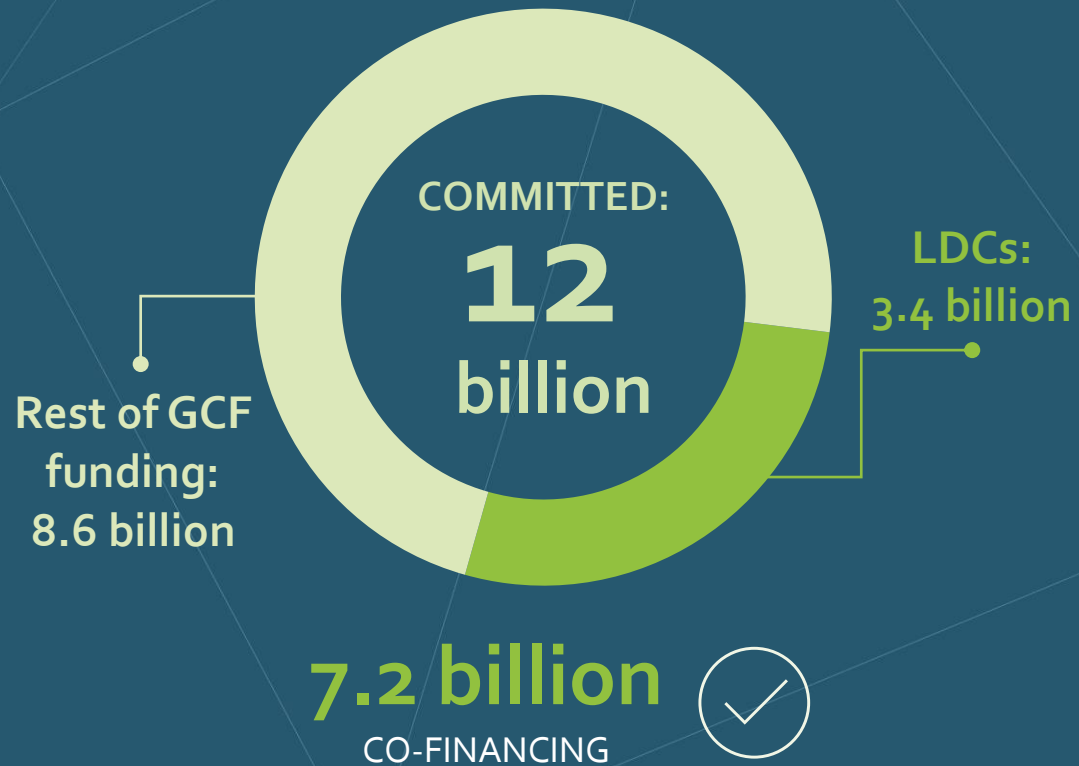 COMMITTED:
12
billion
LDCs:
3.4 billion
Rest of GCF
funding:
8.6 billion
7.2 billion
CO-FINANCING